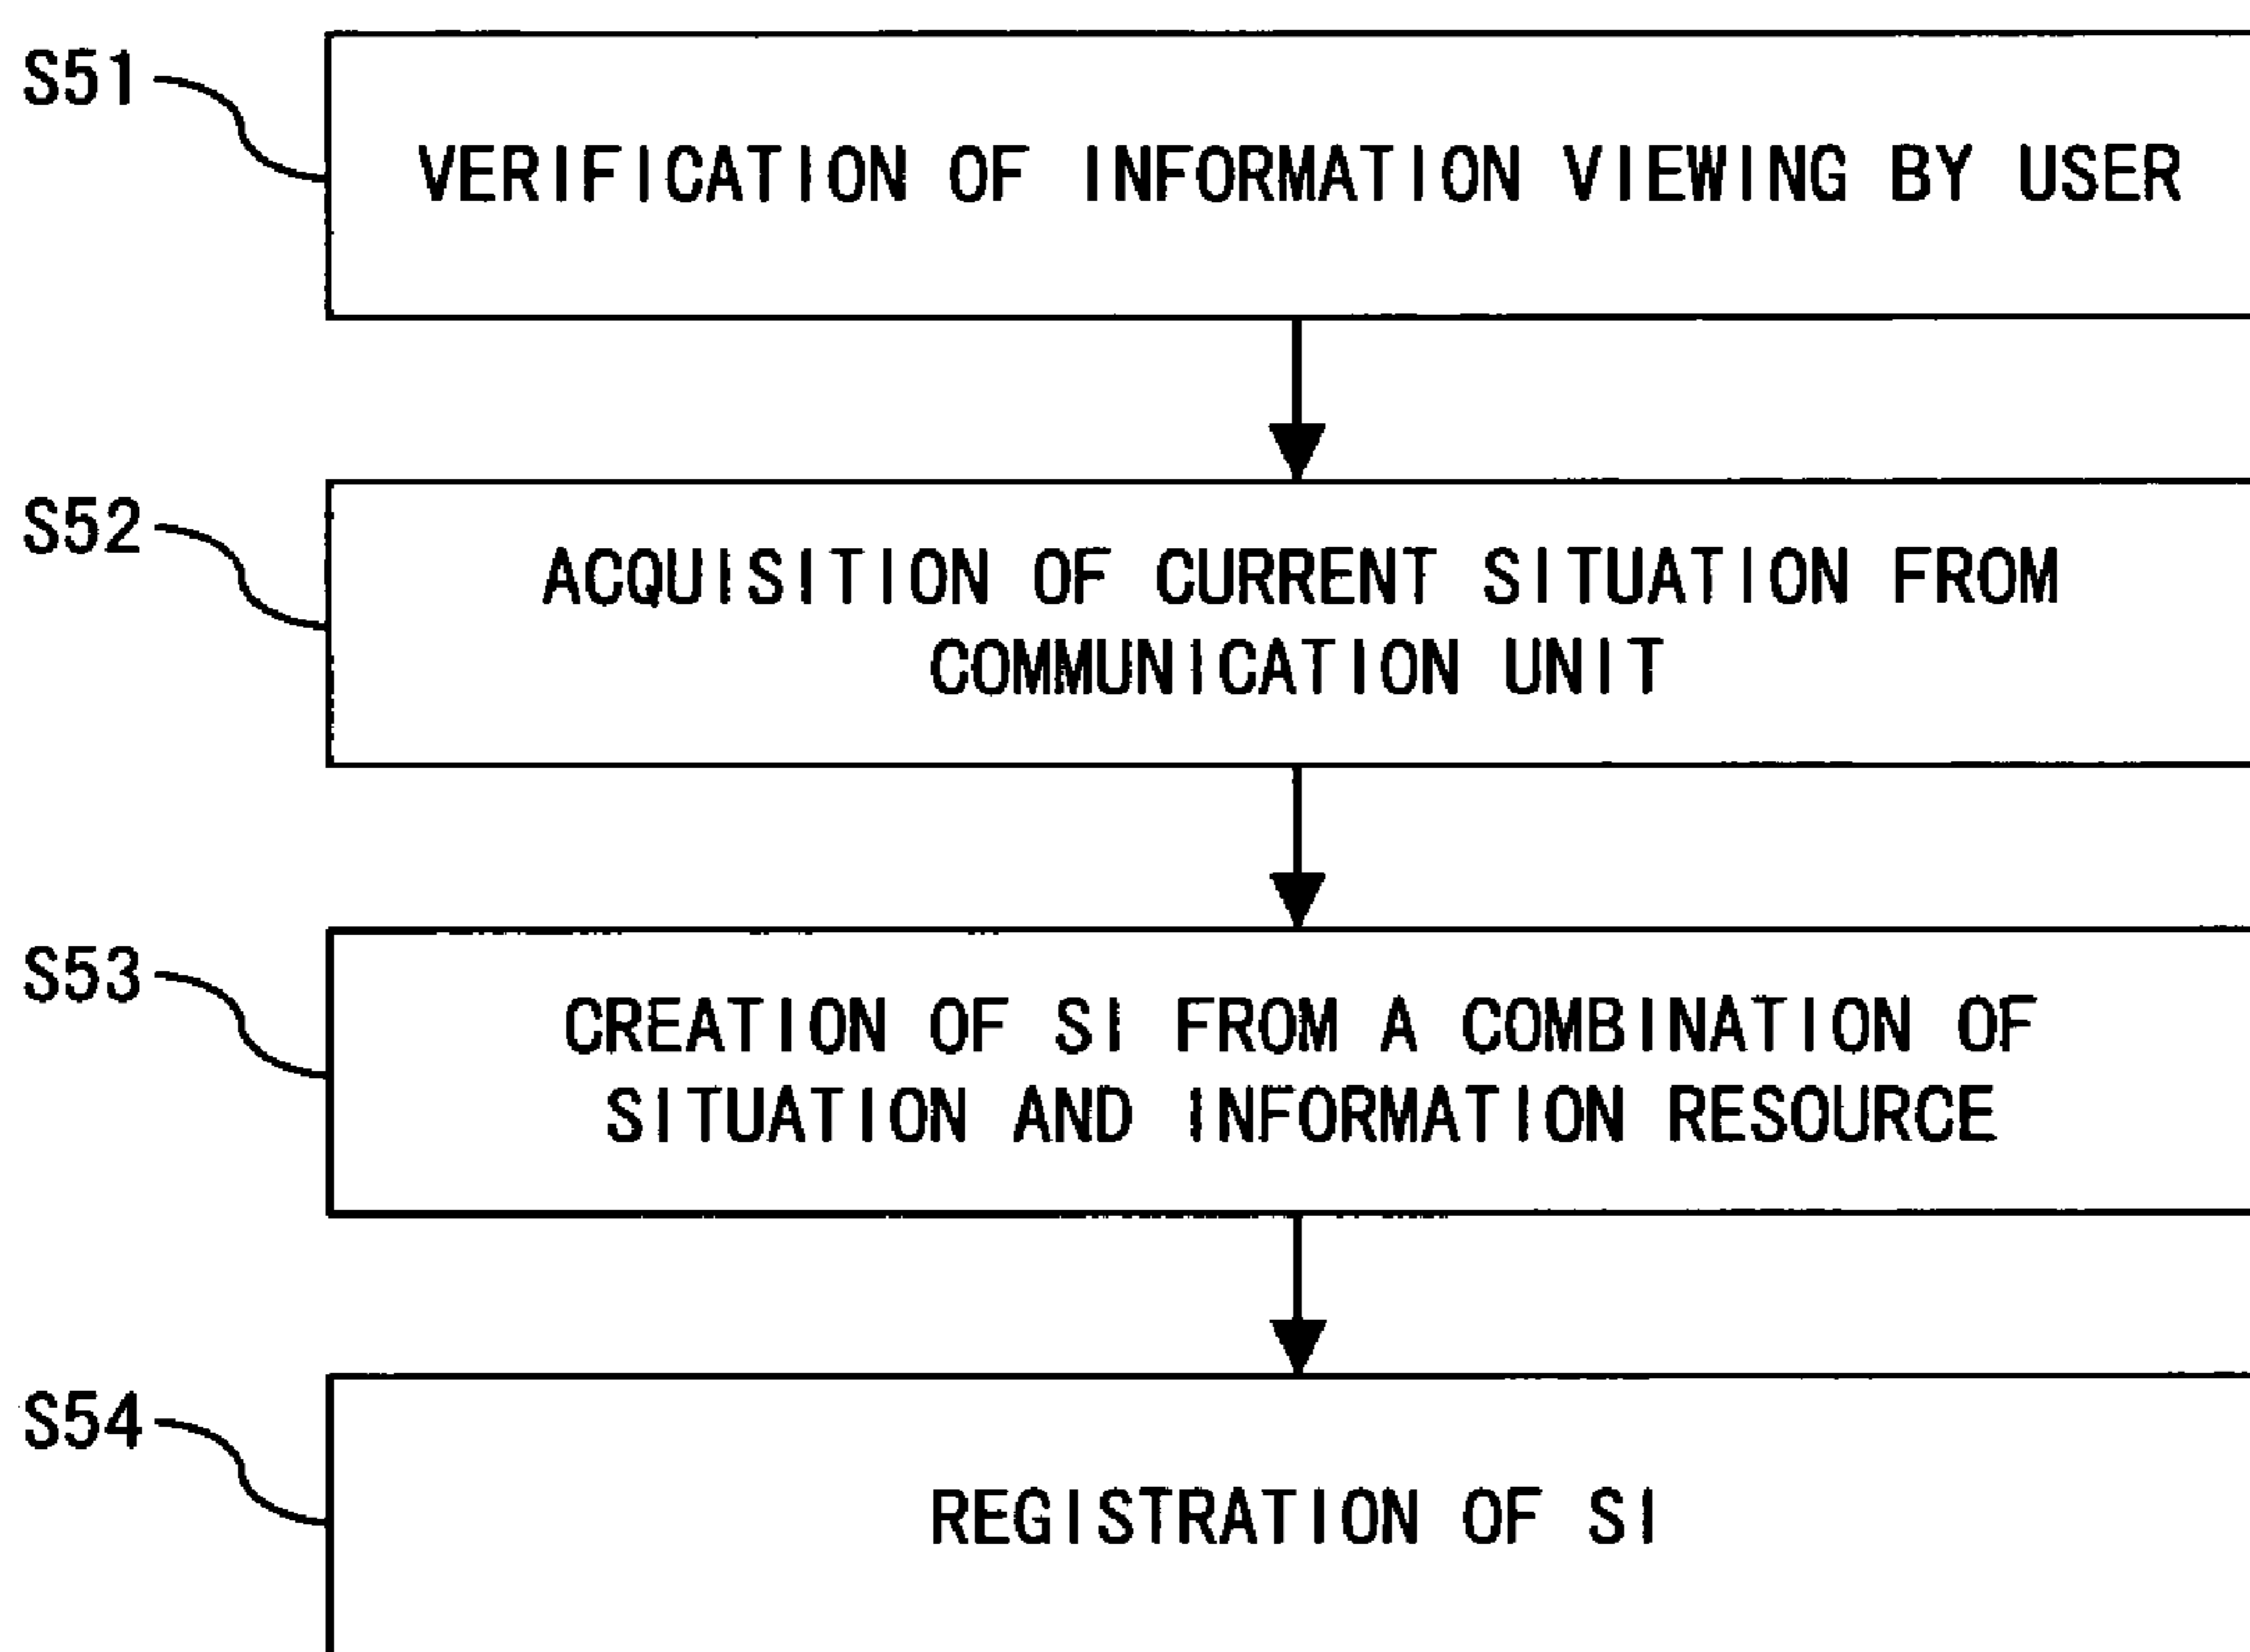 S51
VERIFICATION OF INFORMATION VIEWING BY USER
S52
ACQUISITION OF CURRENT SITUATION FROM
COMMUNICATION UNIT
S53
CREATION OF SI FROM A COMBINATION OF
SITUATION AND INFORMATION RESOURCE
S54
REGISTRATION OF SI